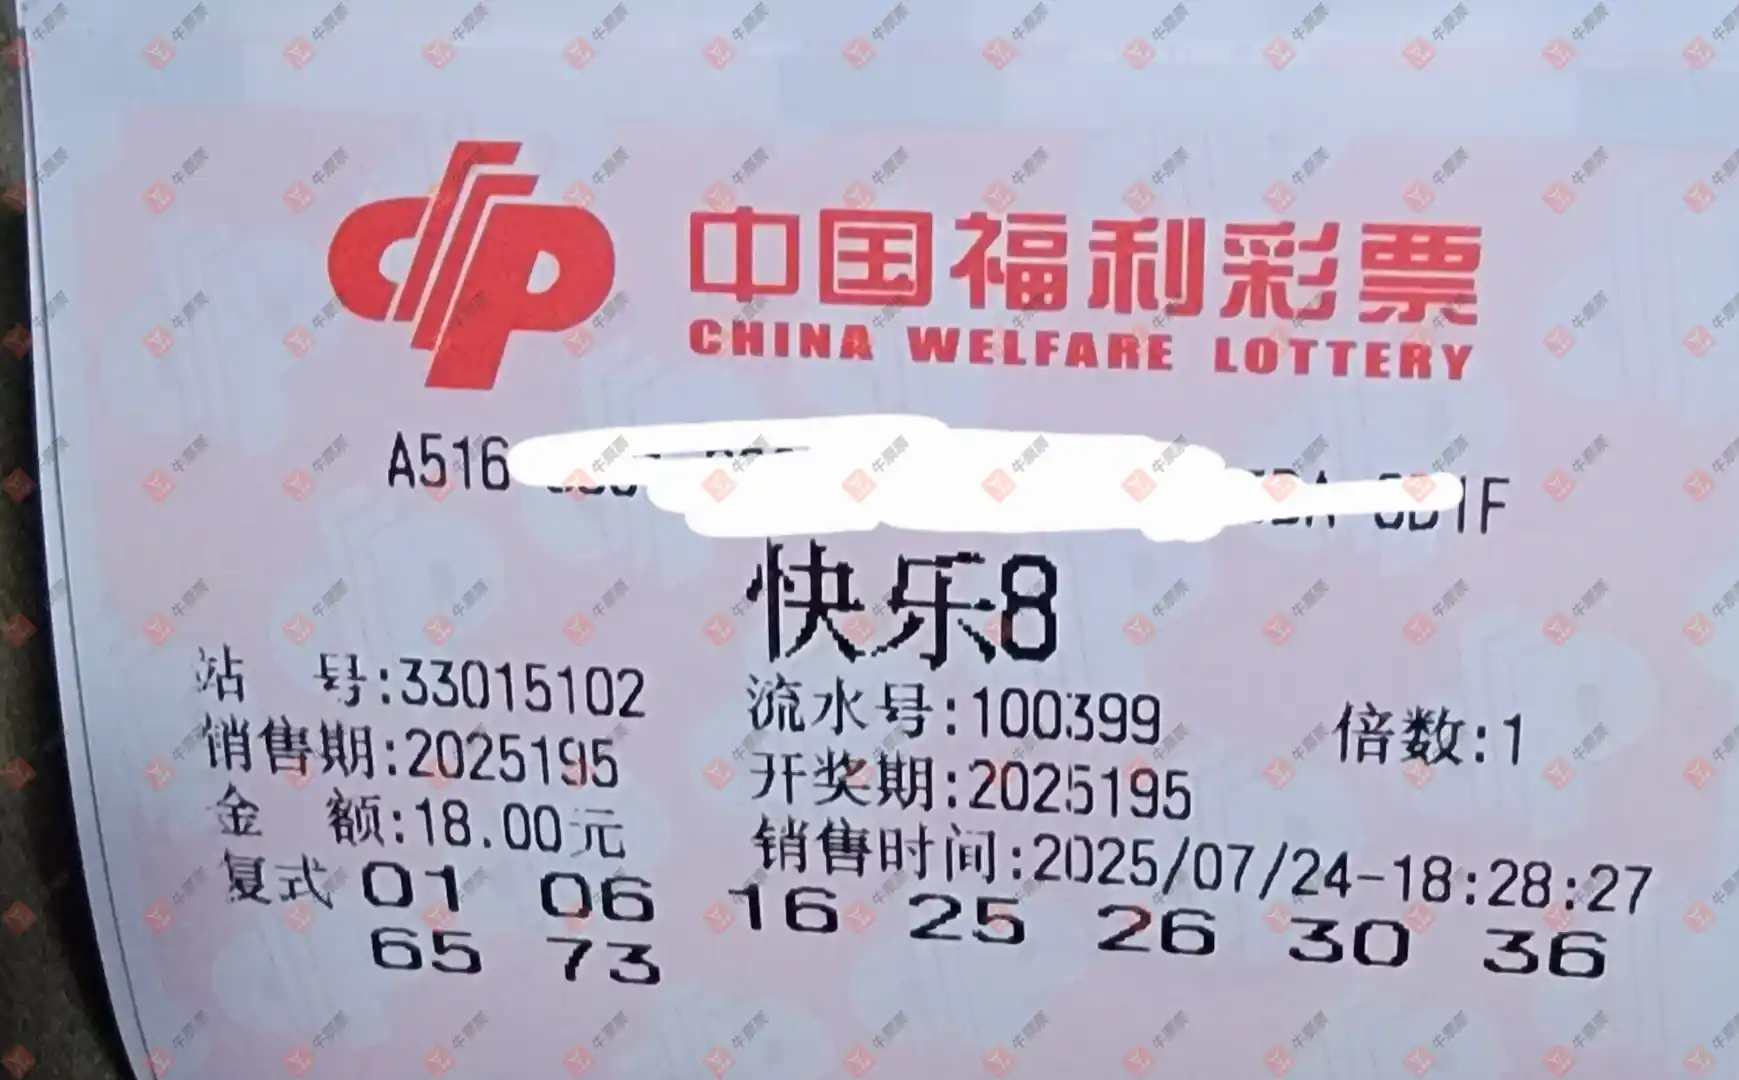 中国福利彩票
CHINA WELFARE LOTTERY
A516
1F
快乐8
站 号:33015102 流水号:100399 倍数:1
销售期:2025195 开奖期:2025195
金 额:18.00元 销售时间:2025/07/24-18:28:27
复式 01 06 16 25 26 30 36
65 73